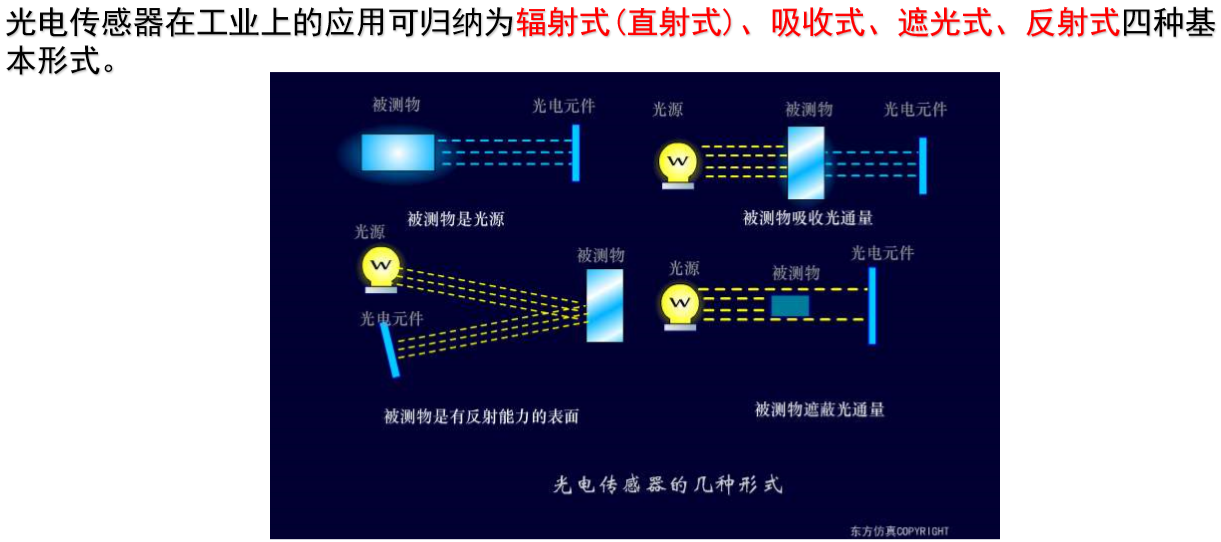 光电传感器在工业上的应用可归纳为辐射式(直射式)、吸收式、遮光式、反射式四种基
本形式。
被测物
光电元件
被测物是光源
光源
被测物
光电元件
被测物吸收光通量
光源
被测物
光电元件
被测物是有反射能力的表面
光源
被测物
光电元件
被测物遮蔽光通量
光电传感器的几种形式
东方仿真COPYRIGHT
W
W
W